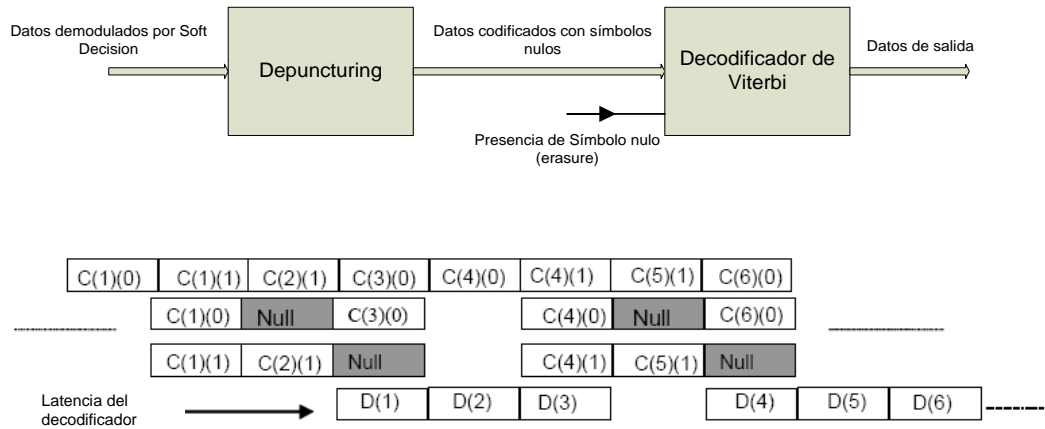 Datos demodulados por Soft
Decision
Depuncturing
Datos codificados con símbolos
nulos
Decodificador de
Viterbi
Datos de salida
Presencia de Símbolo nulo
(erasure)
C(1)(0) C(1)(1) C(2)(1) C(3)(0) C(4)(0) C(4)(1) C(5)(1) C(6)(0)
C(1)(0) Null C(3)(0) C(4)(0) Null C(6)(0)
C(1)(1) C(2)(1) Null C(4)(1) C(5)(1) Null
Latencia del
decodificador
D(1) D(2) D(3) D(4) D(5) D(6)